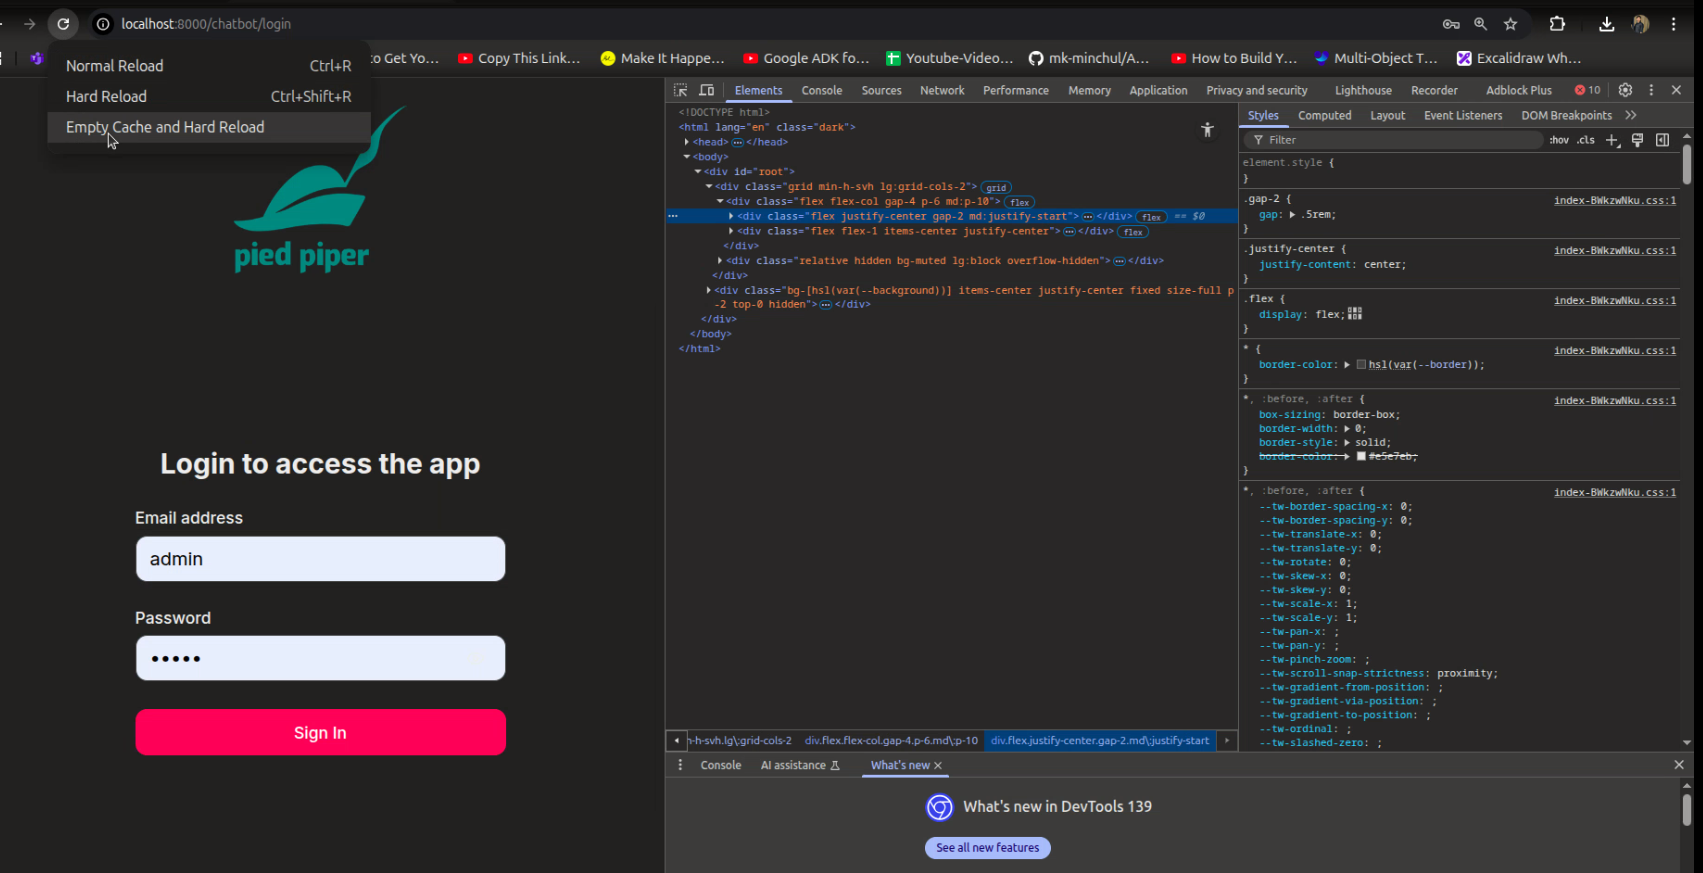 localhost:8000/chatbot/login
Normal Reload Ctrl+R
Hard Reload Ctrl+Shift+R
Empty Cache and Hard Reload
to Get Yo... Copy This Link... Make It Happe... Google ADK fo... Youtube-Video... mk-minchul/A... How to Build Y... Multi-Object T... Excalidraw Wh...
pied piper
Login to access the app
Email address
admin
Password
•••••
Sign In
Elements Console Sources Network Performance Memory Application Privacy and security Lighthouse Recorder Adblock Plus 10
<!DOCTYPE html>
<html lang="en" class="dark">
<head>…</head>
<body>
<div id="root">
<div class="grid min-h-svh lg:grid-cols-2"> grid
<div class="flex flex-col gap-4 p-6 md:p-10"> flex
<div class="flex justify-center gap-2 md:justify-start">…</div> flex == $0
<div class="flex flex-1 items-center justify-center">…</div> flex
</div>
<div class="relative hidden bg-muted lg:block overflow-hidden">…</div>
</div>
<div class="bg-[hsl(var(--background))] items-center justify-center fixed size-full p
-2 top-0 hidden">…</div>
</div>
</body>
</html>
n-h-svh.lg\:grid-cols-2 div.flex.flex-col.gap-4.p-6.md\:p-10 div.flex.justify-center.gap-2.md\:justify-start
Styles Computed Layout Event Listeners DOM Breakpoints
Filter :hov .cls
element.style {
}
.gap-2 { index-BWkzwNku.css:1
gap: .5rem;
}
.justify-center { index-BWkzwNku.css:1
justify-content: center;
}
.flex { index-BWkzwNku.css:1
display: flex;
}
* { index-BWkzwNku.css:1
border-color: hsl(var(--border));
}
*, :before, :after { index-BWkzwNku.css:1
box-sizing: border-box;
border-width: 0;
border-style: solid;
border-color: #e5e7eb;
}
*, :before, :after { index-BWkzwNku.css:1
--tw-border-spacing-x: 0;
--tw-border-spacing-y: 0;
--tw-translate-x: 0;
--tw-translate-y: 0;
--tw-rotate: 0;
--tw-skew-x: 0;
--tw-skew-y: 0;
--tw-scale-x: 1;
--tw-scale-y: 1;
--tw-pan-x: ;
--tw-pan-y: ;
--tw-pinch-zoom: ;
--tw-scroll-snap-strictness: proximity;
--tw-gradient-from-position: ;
--tw-gradient-via-position: ;
--tw-gradient-to-position: ;
--tw-ordinal: ;
--tw-slashed-zero: ;
Console AI assistance What's new
What's new in DevTools 139
See all new features